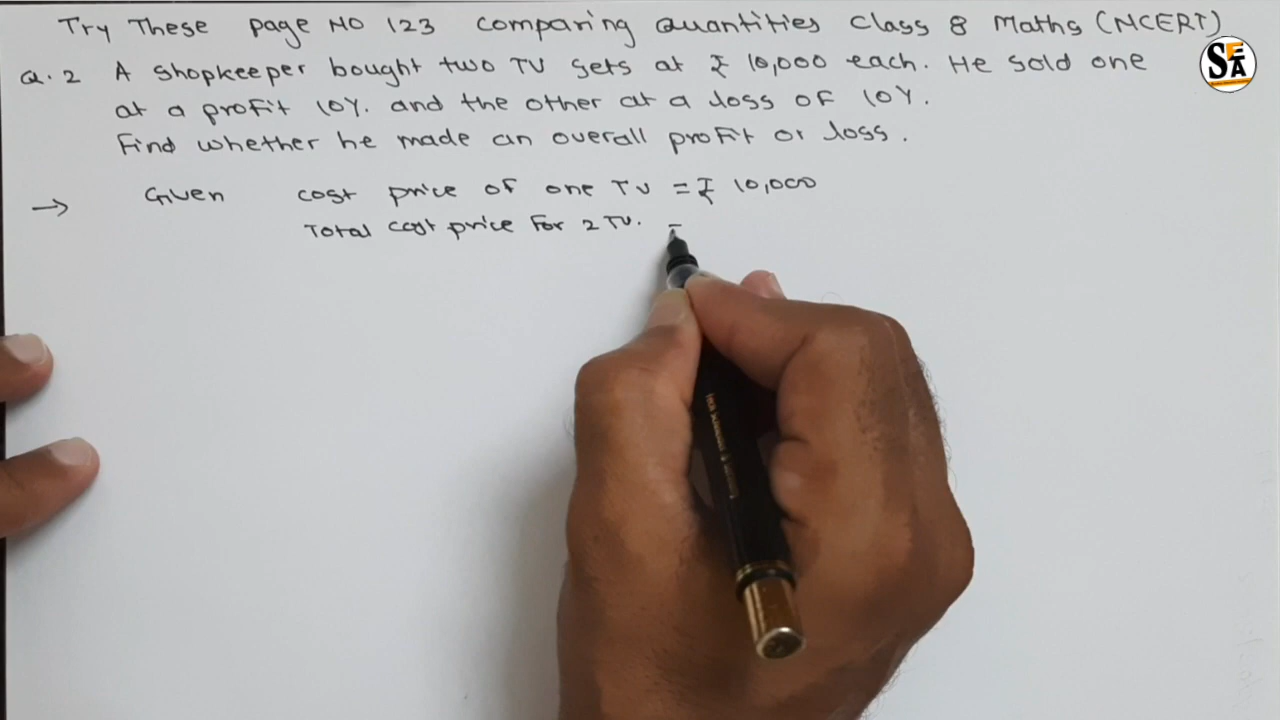 Try These page No 123 comparing quantities Class 8 Maths (NCERT)
Q.2 A shopkeeper bought two TV sets at ₹ 10,000 each. He sold one
at a profit 10%. and the other at a loss of 10%.
Find whether he made an overall profit or loss.
→ Given cost price of one TV = ₹ 10,000
Total cost price for 2 TV. =
SFA